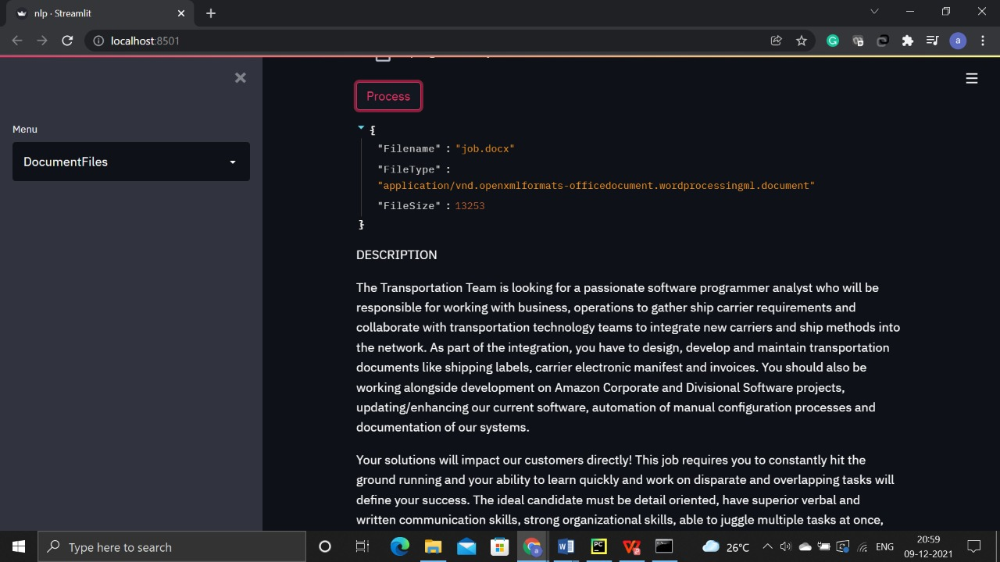 nlp · Streamlit
localhost:8501
a
Menu
DocumentFiles
Process
{
"Filename" : "job.docx"
"FileType" :
"application/vnd.openxmlformats-officedocument.wordprocessingml.document"
"FileSize" : 13253
}
DESCRIPTION
The Transportation Team is looking for a passionate software programmer analyst who will be
responsible for working with business, operations to gather ship carrier requirements and
collaborate with transportation technology teams to integrate new carriers and ship methods into
the network. As part of the integration, you have to design, develop and maintain transportation
documents like shipping labels, carrier electronic manifest and invoices. You should also be
working alongside development on Amazon Corporate and Divisional Software projects,
updating/enhancing our current software, automation of manual configuration processes and
documentation of our systems.
Your solutions will impact our customers directly! This job requires you to constantly hit the
ground running and your ability to learn quickly and work on disparate and overlapping tasks will
define your success. The ideal candidate must be detail oriented, have superior verbal and
written communication skills, strong organizational skills, able to juggle multiple tasks at once,
Type here to search
26°C
ENG
20:59
09-12-2021